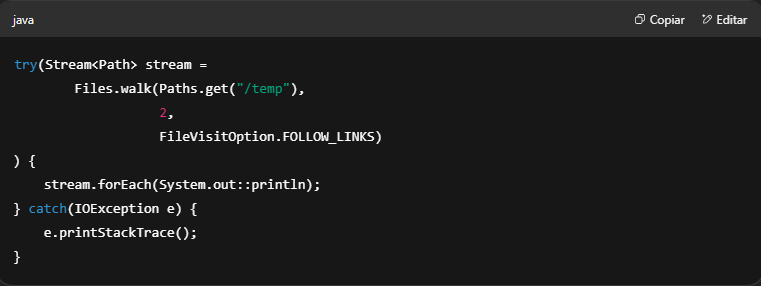 java Copiar Editar
try(Stream<Path> stream =
        Files.walk(Paths.get("/temp"),
                   2,
                   FileVisitOption.FOLLOW_LINKS)
) {
    stream.forEach(System.out::println);
} catch(IOException e) {
    e.printStackTrace();
}